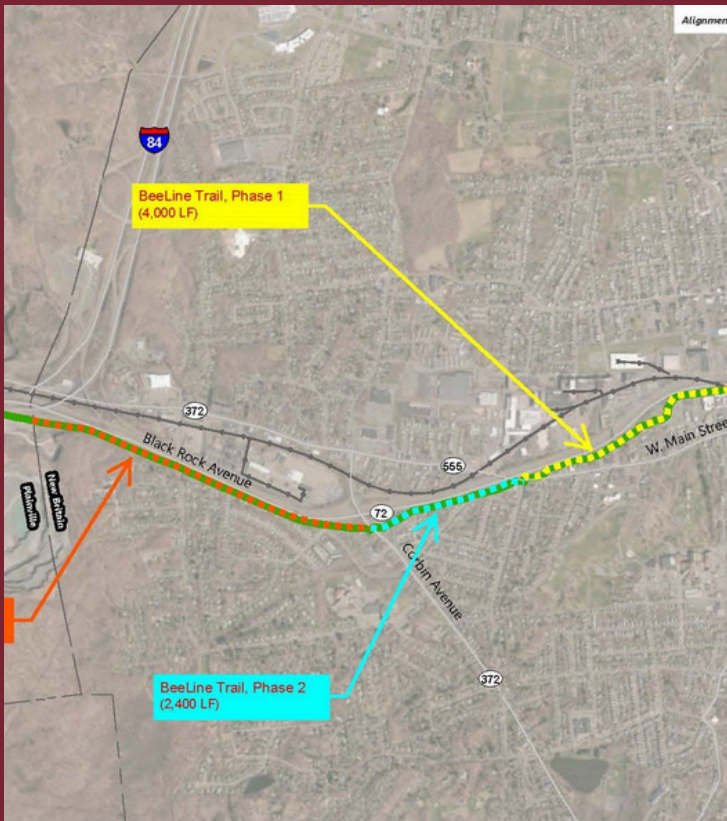 Alignmen
84
BeeLine Trail, Phase 1
(4,000 LF)
372
Black Rock Avenue
555
W. Main Stree
New Britain
Plainville
72
Corbin Avenue
BeeLine Trail, Phase 2
(2,400 LF)
372